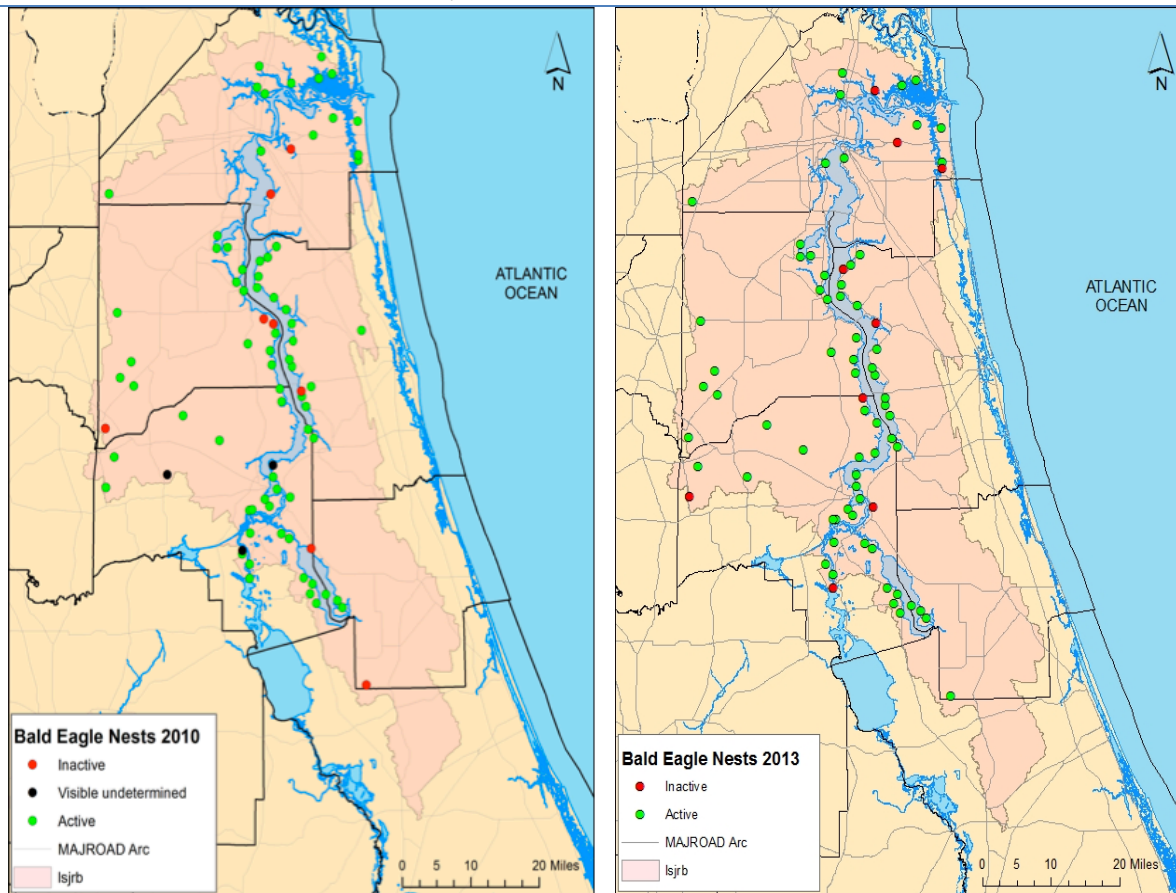 N
ATLANTIC
OCEAN
Bald Eagle Nests 2010
Inactive
Visible undetermined
Active
MAJROAD Arc
lsjrb
0 5 10 20 Miles
N
ATLANTIC
OCEAN
Bald Eagle Nests 2013
Inactive
Active
MAJROAD Arc
lsjrb
0 5 10 20 Miles